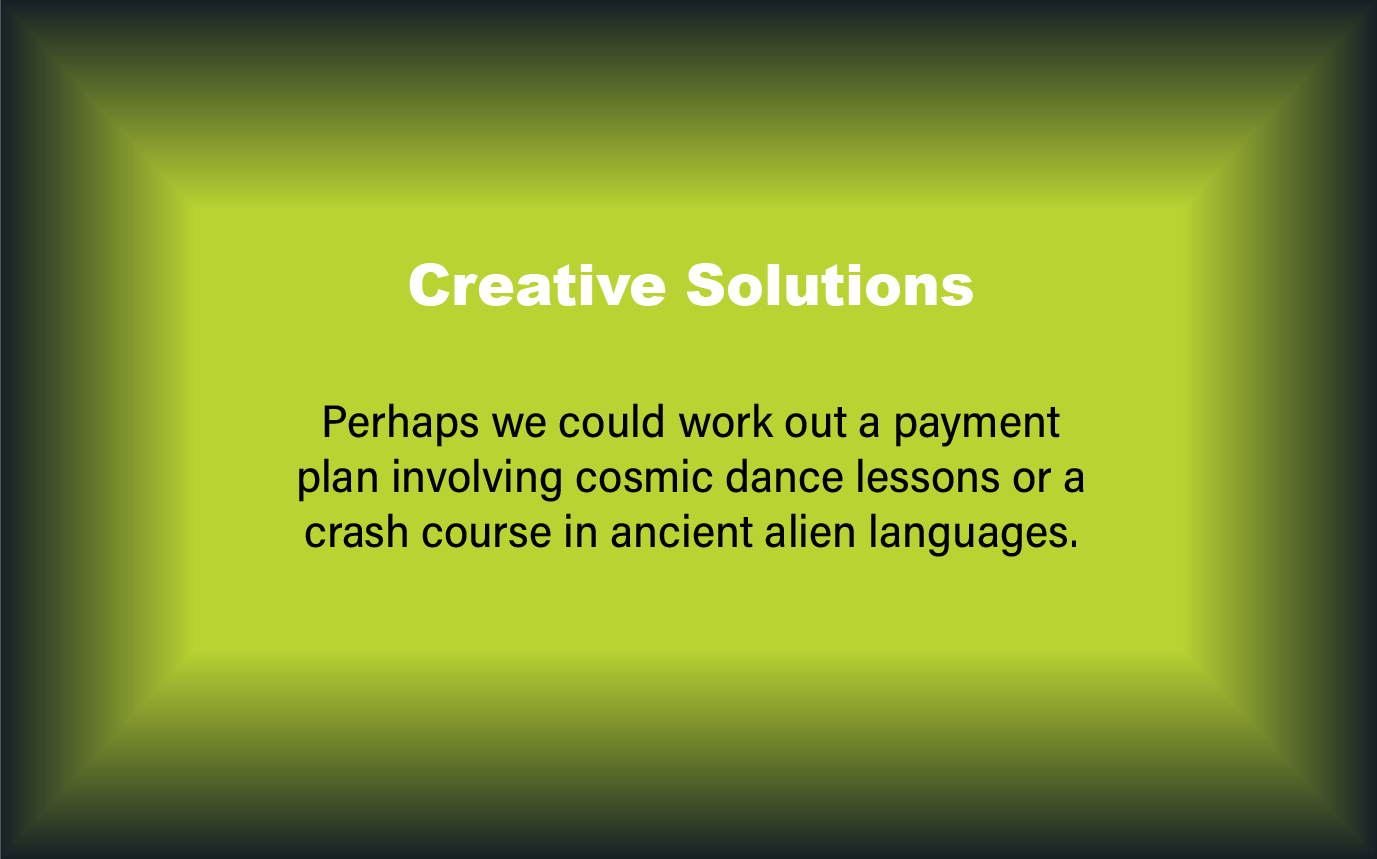 Creative Solutions
Perhaps we could work out a payment
plan involving cosmic dance lessons or a
crash course in ancient alien languages.